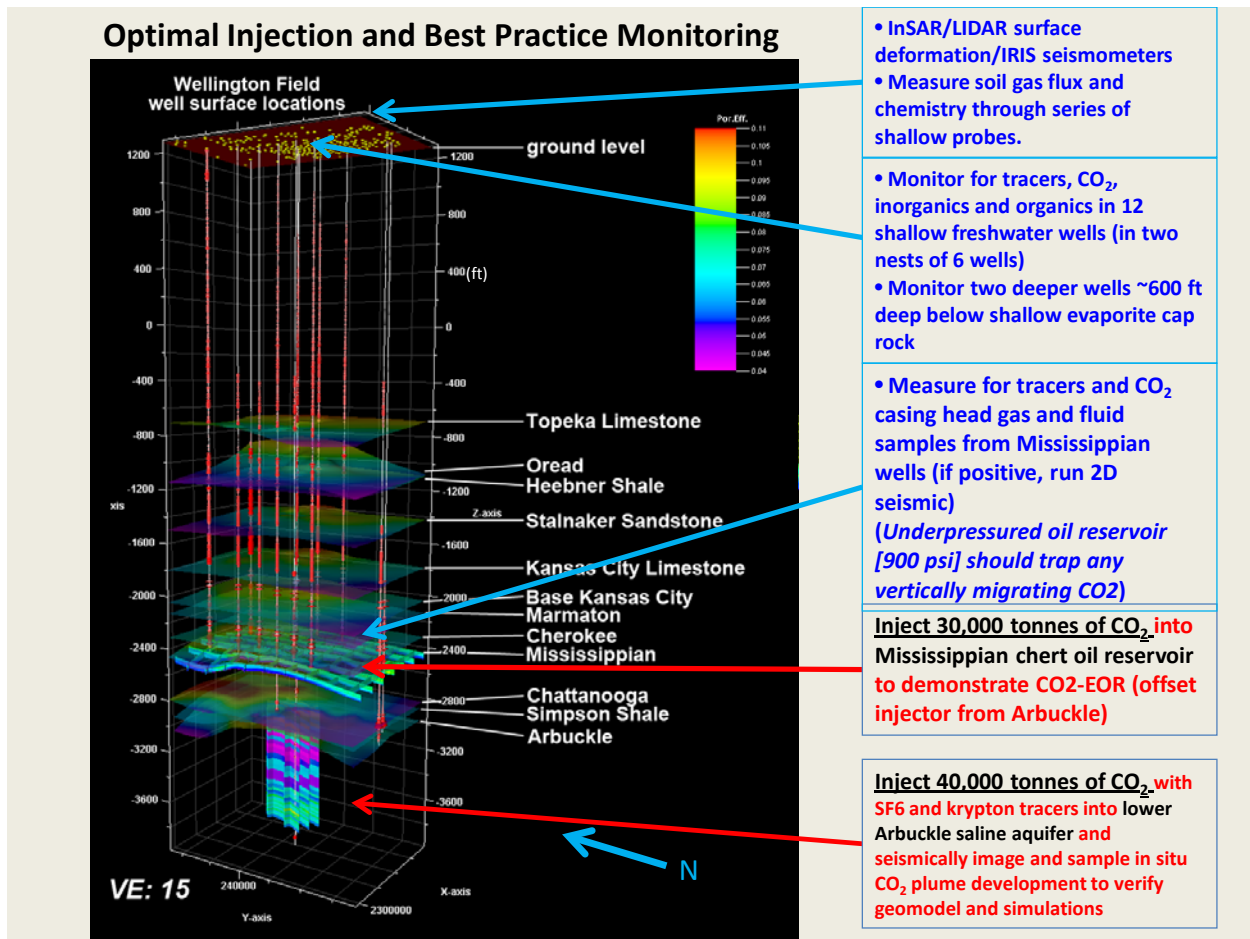 Optimal Injection and Best Practice Monitoring
Wellington Field
well surface locations
ground level
1200
800
400
0
-400
-800
-1200
-1600
-2000
-2400
-2800
-3200
-3600
xis
1200
800
400(ft)
0
-400
-800
-1200
Z-axis
-1600
-2000
-2400
-2800
-3200
-3600
Por.Eff.
0.11
0.1
0.095
0.09
0.085
0.08
0.07
0.065
0.06
0.055
0.045
0.04
Topeka Limestone
Oread
Heebner Shale
Stalnaker Sandstone
Kansas City Limestone
Base Kansas City
Marmaton
Cherokee
Mississippian
Chattanooga
Simpson Shale
Arbuckle
VE: 15
240000
Y-axis
X-axis
2300000
N
• InSAR/LIDAR surface
deformation/IRIS seismometers
• Measure soil gas flux and
chemistry through series of
shallow probes.
• Monitor for tracers, CO₂,
inorganics and organics in 12
shallow freshwater wells (in two
nests of 6 wells)
• Monitor two deeper wells ~600 ft
deep below shallow evaporite cap
rock
• Measure for tracers and CO₂
casing head gas and fluid
samples from Mississippian
wells (if positive, run 2D
seismic)
(Underpressured oil reservoir
[900 psi] should trap any
vertically migrating CO2)
Inject 30,000 tonnes of CO₂ into
Mississippian chert oil reservoir
to demonstrate CO2-EOR (offset
injector from Arbuckle)
Inject 40,000 tonnes of CO₂ with
SF6 and krypton tracers into lower
Arbuckle saline aquifer and
seismically image and sample in situ
CO₂ plume development to verify
geomodel and simulations